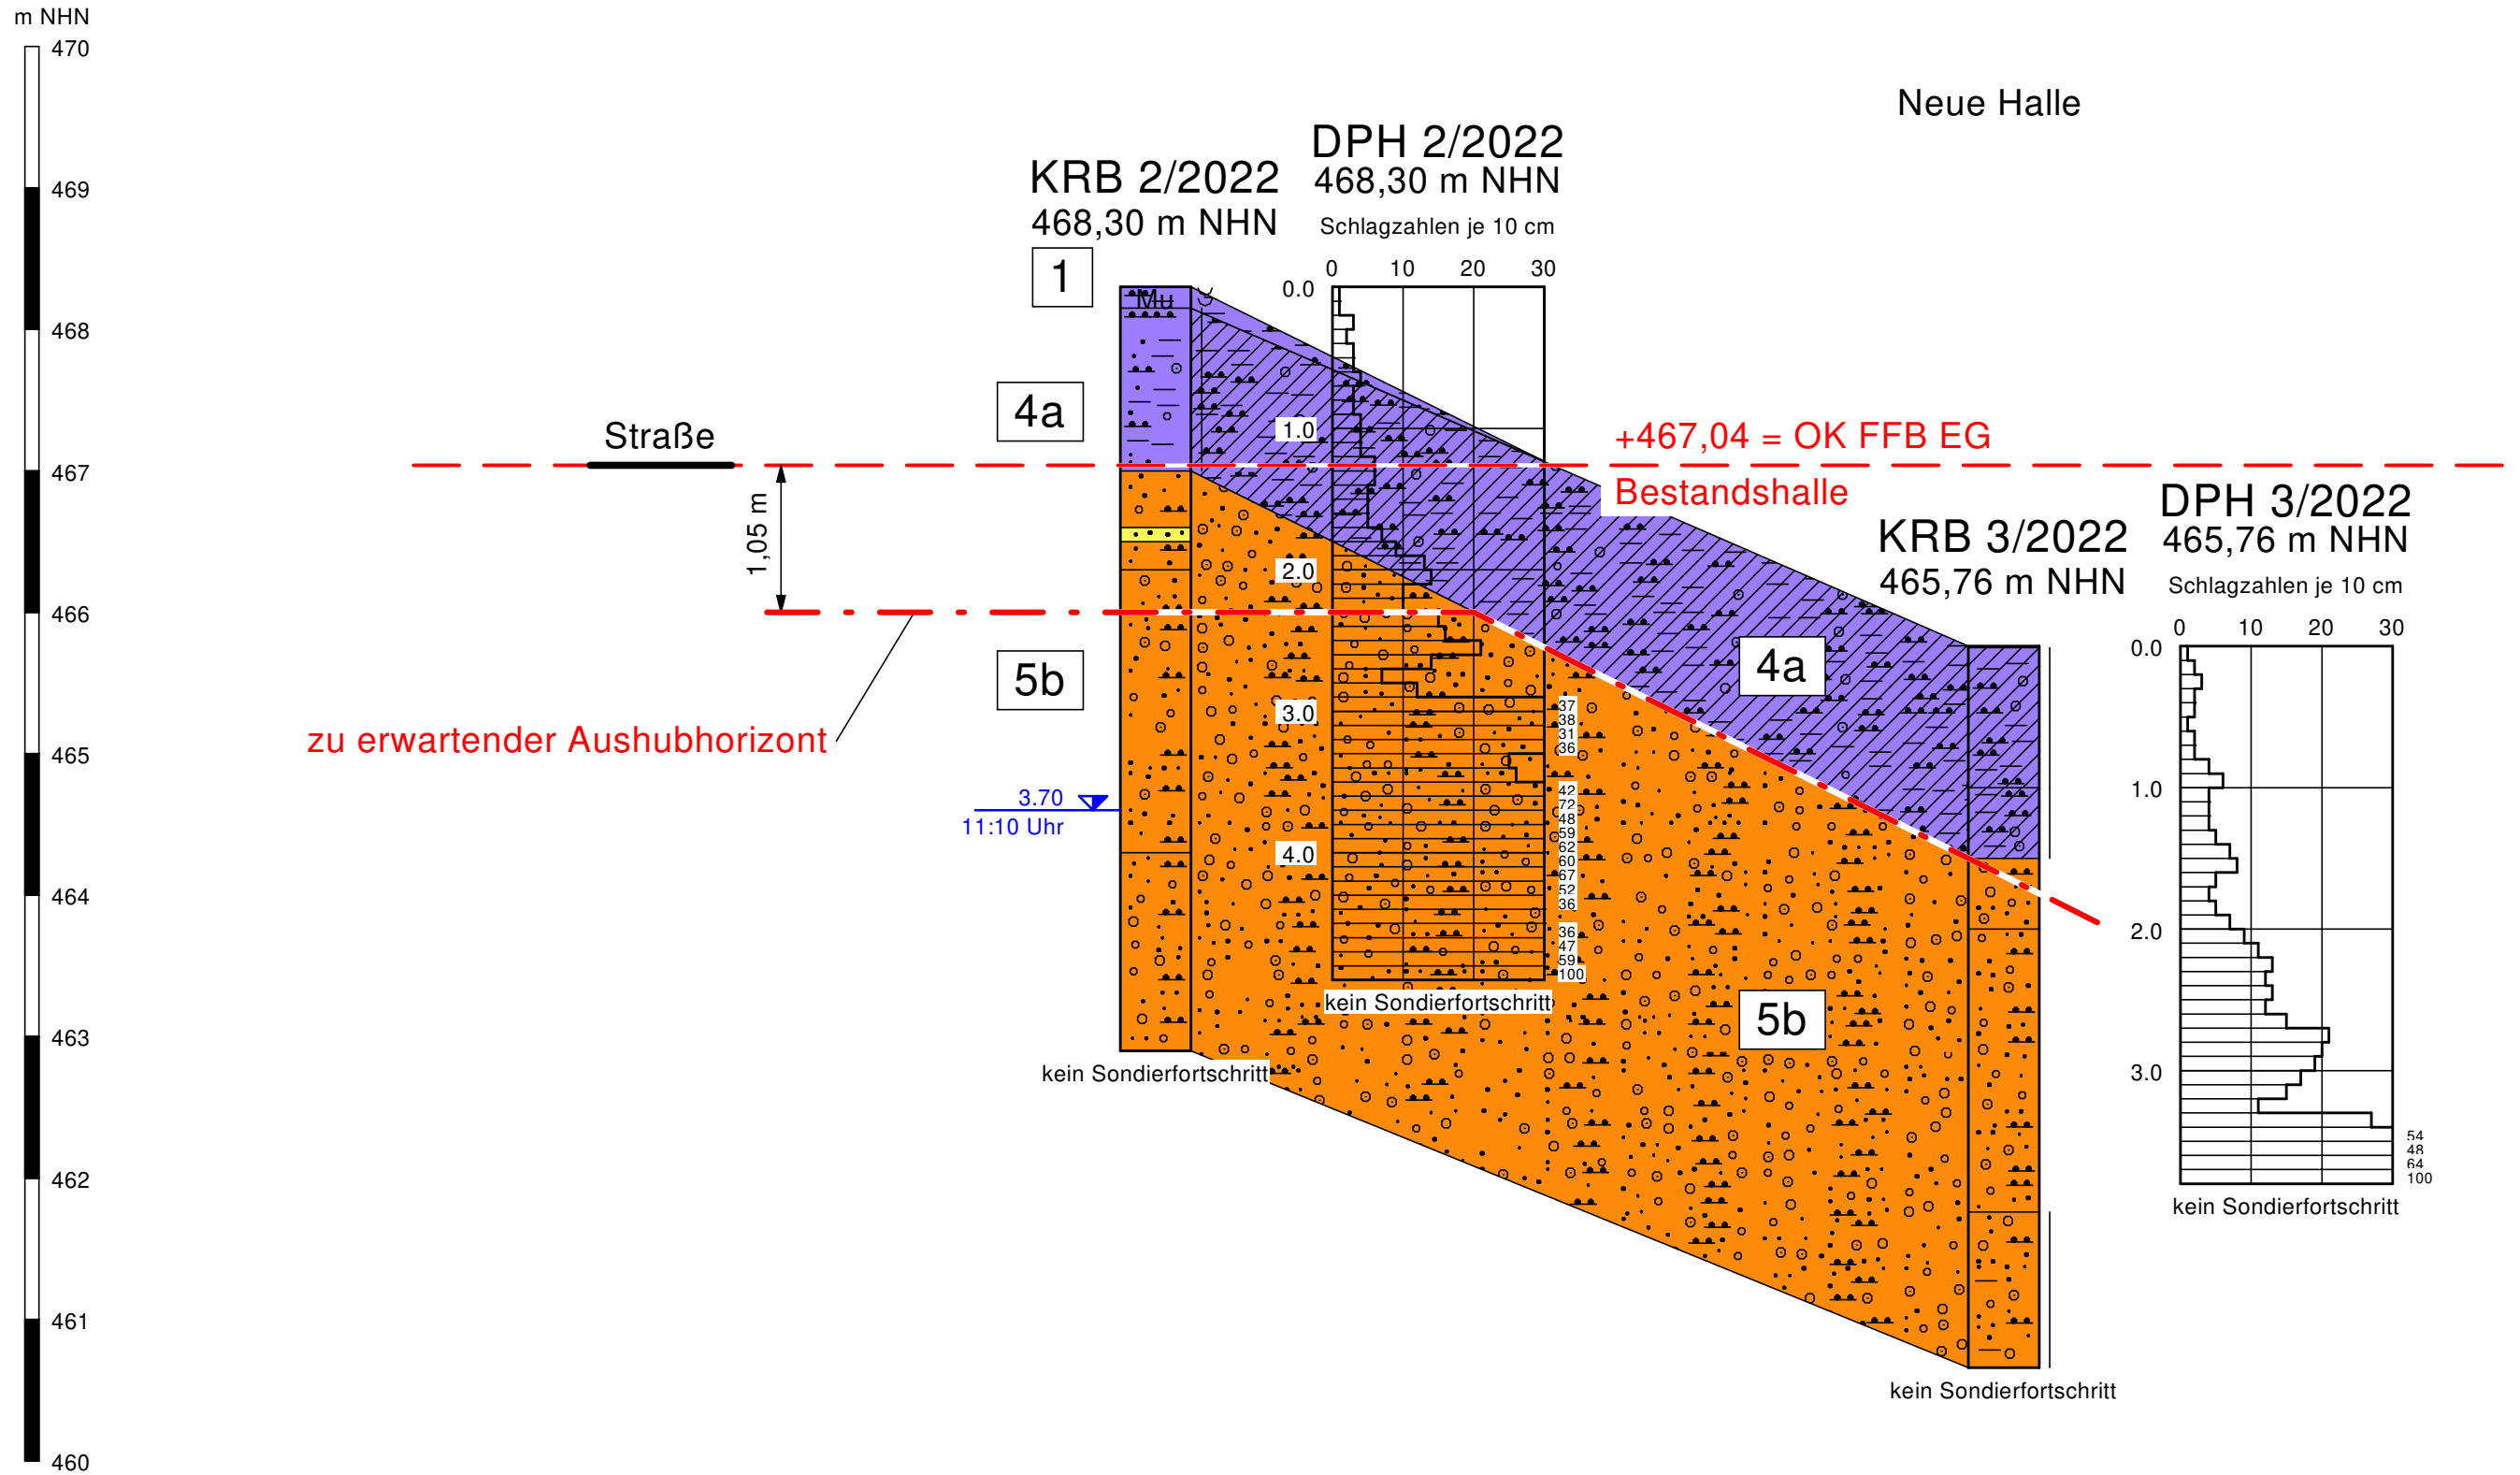 m NHN
470
469
468
467
466
465
464
463
462
461
460
Neue Halle
KRB 2/2022
468,30 m NHN
DPH 2/2022
468,30 m NHN
Schlagzahlen je 10 cm
0 10 20 30
0.0
1.0
2.0
3.0
4.0
1
Mu
4a
5b
Straße
1,05 m
zu erwartender Aushubhorizont
3.70
11:10 Uhr
+467,04 = OK FFB EG
Bestandshalle
37
38
31
36
42
72
48
59
62
60
67
52
36
36
47
59
100
kein Sondierfortschritt
kein Sondierfortschritt
4a
5b
KRB 3/2022
465,76 m NHN
kein Sondierfortschritt
DPH 3/2022
465,76 m NHN
Schlagzahlen je 10 cm
0 10 20 30
0.0
1.0
2.0
3.0
54
48
64
100
kein Sondierfortschritt